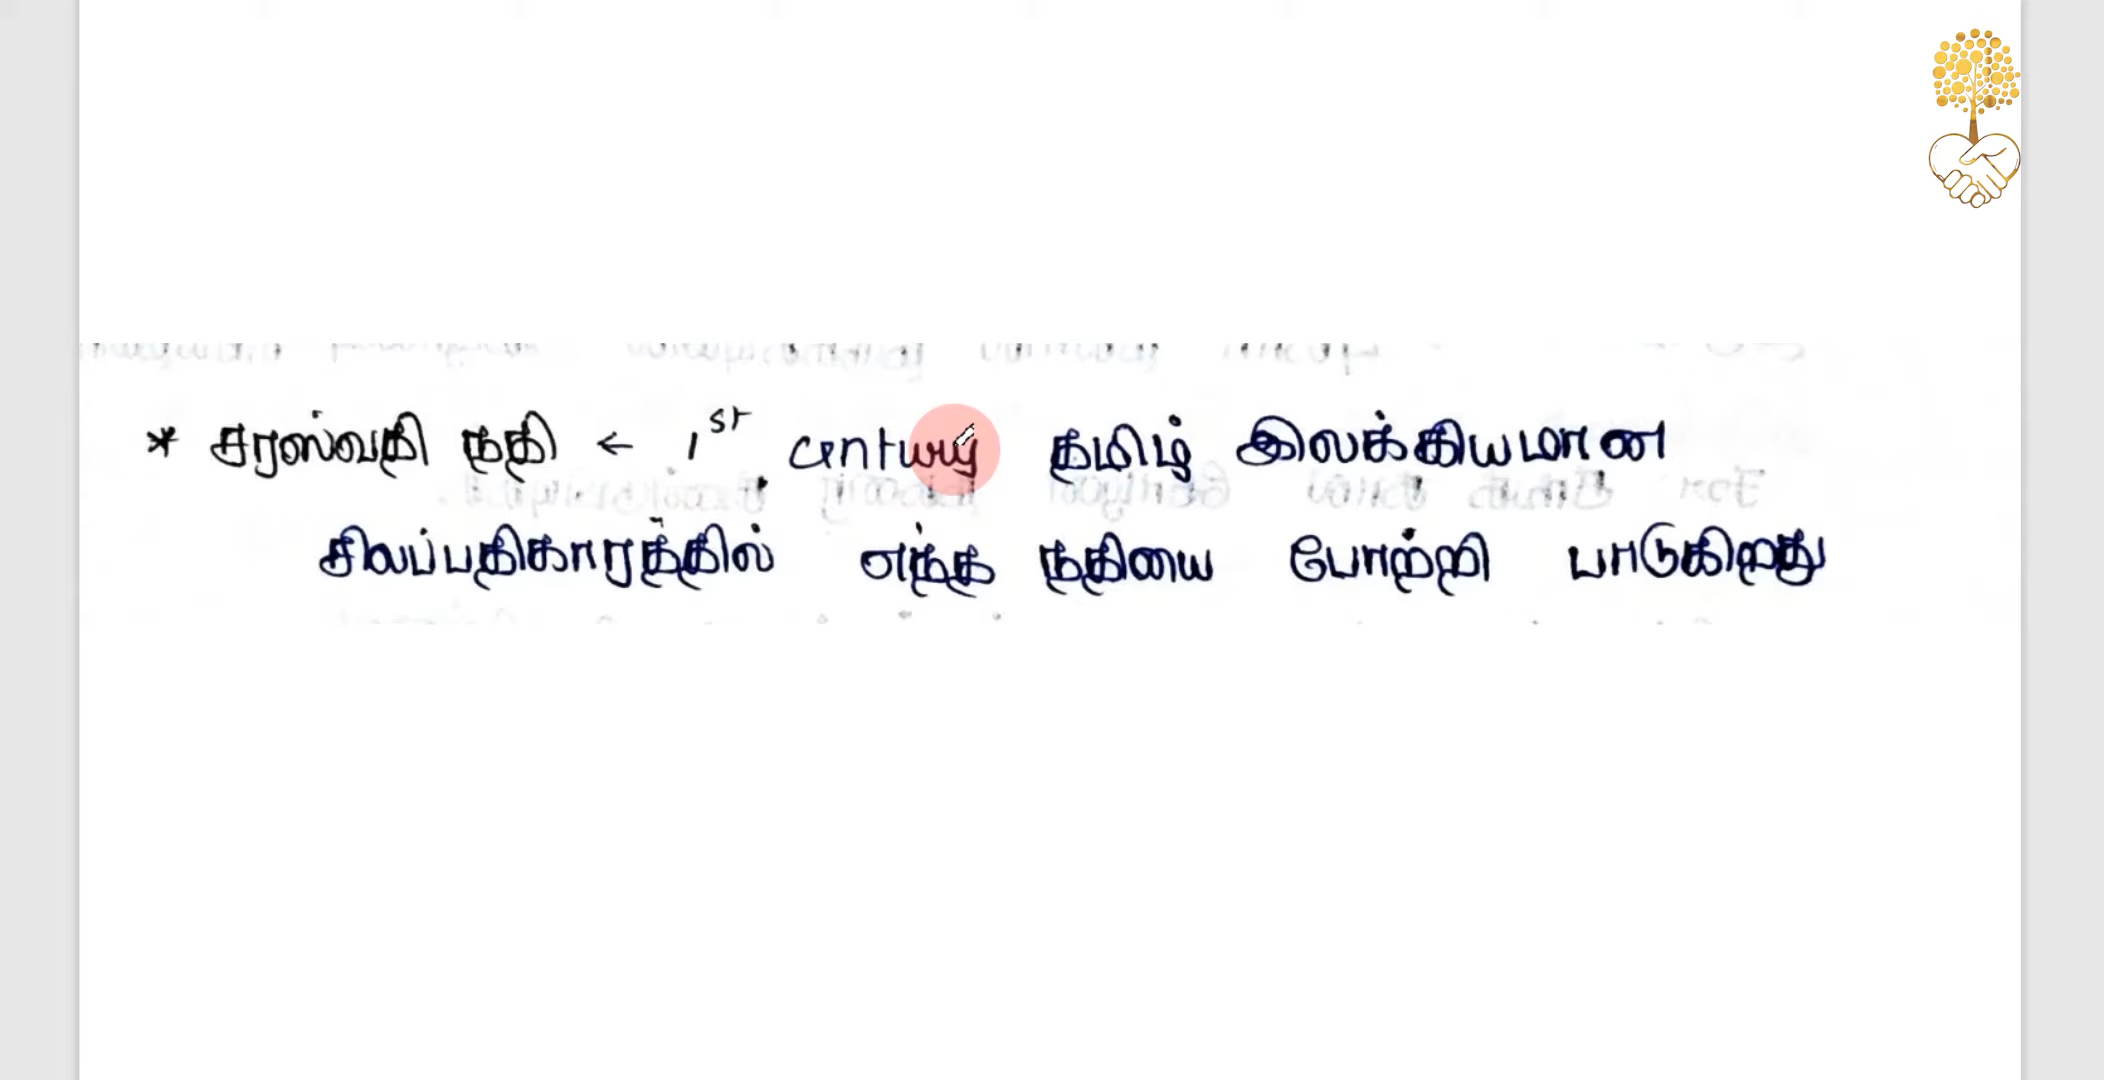 * சரஸ்வதி நதி ← 1st century தமிழ் இலக்கியமான
சிலப்பதிகாரத்தில் எந்த நதியை போற்றி பாடுகிறது